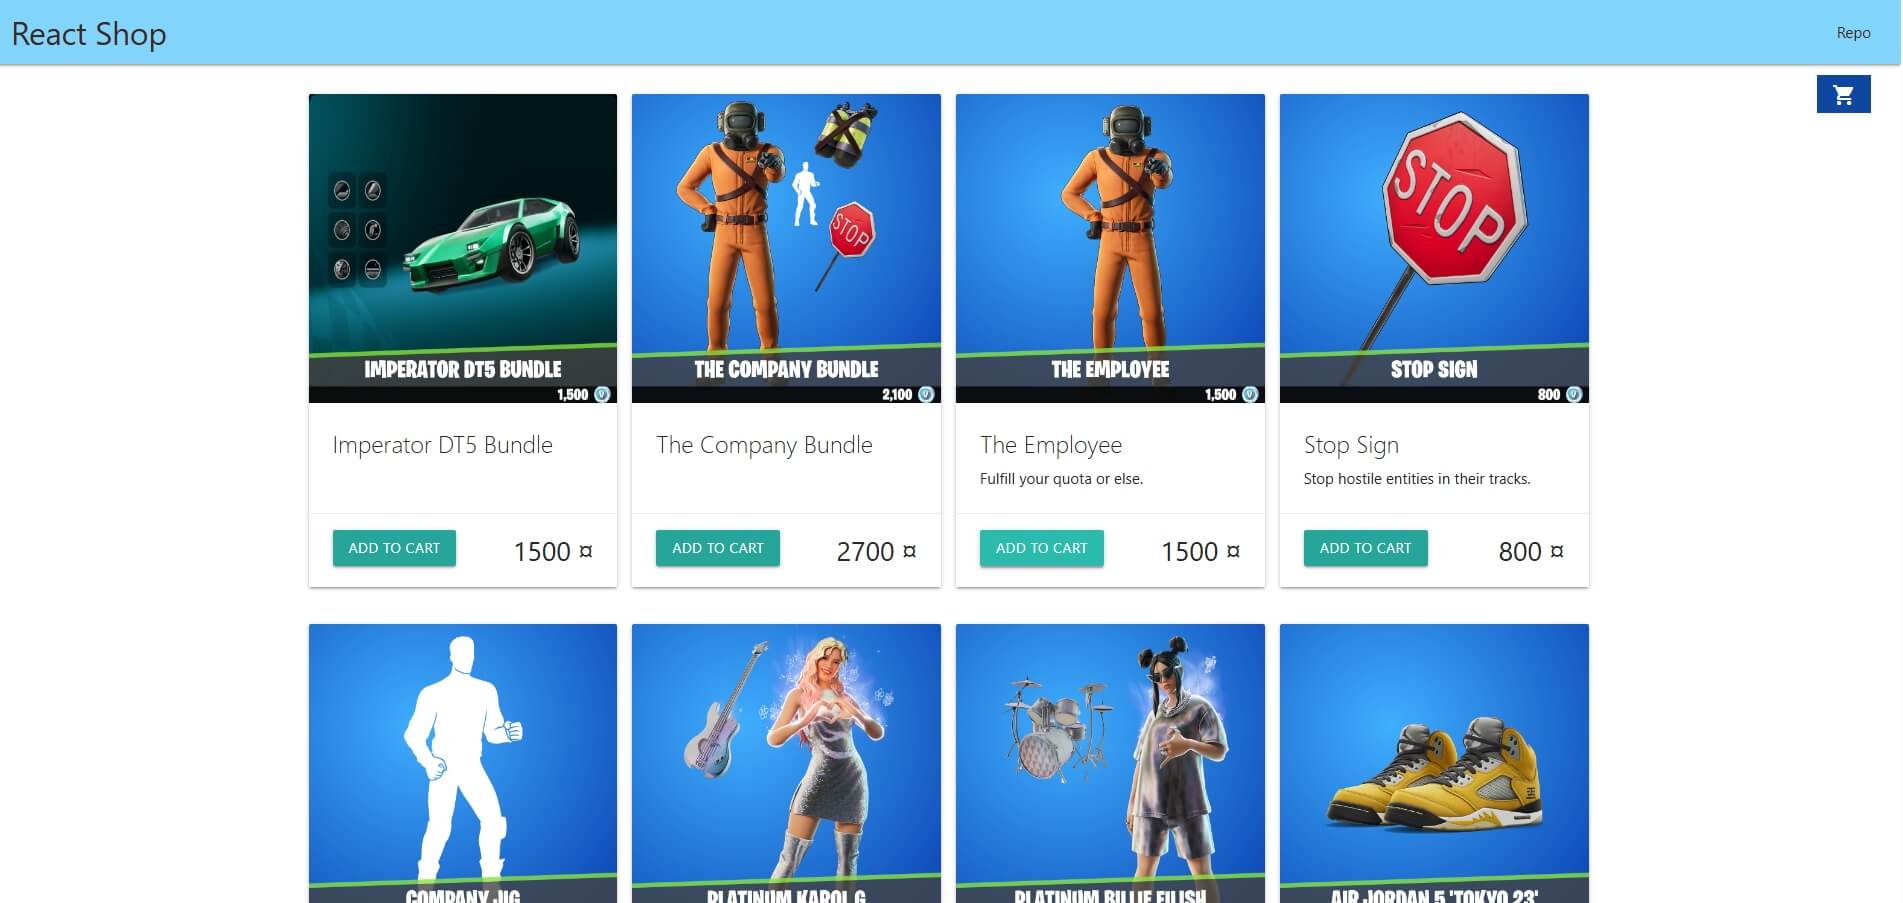 React Shop
Repo
IMPERATOR DT5 BUNDLE
1,500
Imperator DT5 Bundle
ADD TO CART
1500 ¤
STOP
THE COMPANY BUNDLE
2,100
The Company Bundle
ADD TO CART
2700 ¤
THE EMPLOYEE
1,500
The Employee
Fulfill your quota or else.
ADD TO CART
1500 ¤
STOP
STOP SIGN
800
Stop Sign
Stop hostile entities in their tracks.
ADD TO CART
800 ¤
COMPANY JIG
PLATINUM KAROL G
PLATINUM BILLIE EILISH
AIR JORDAN 5 'TOKYO 23'